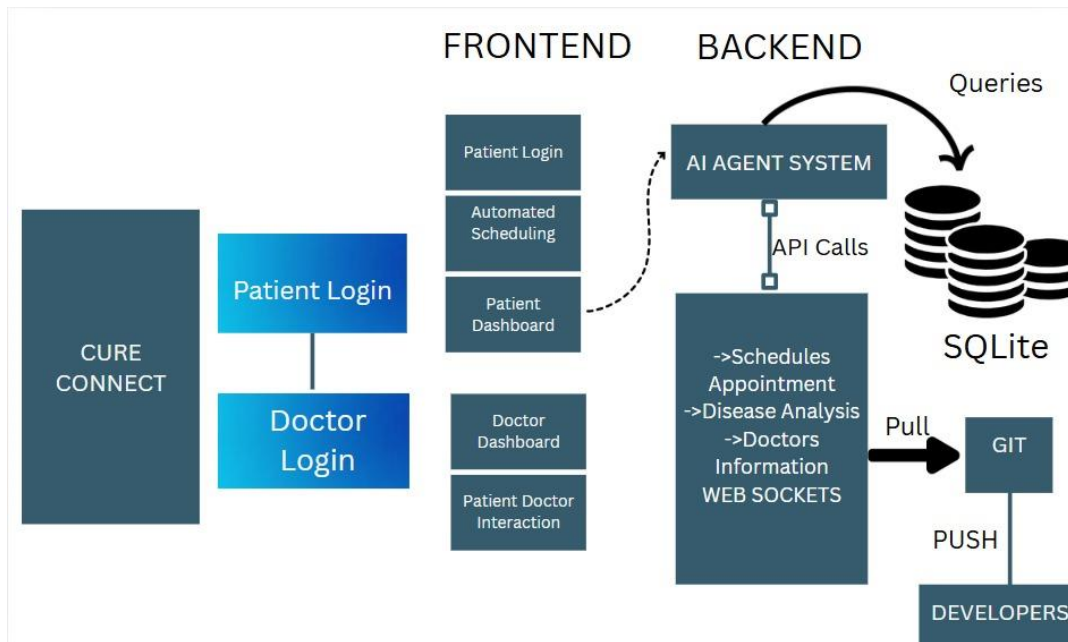 FRONTEND
BACKEND
Queries
Patient Login
Automated
Scheduling
Patient
Dashboard
AI AGENT SYSTEM
API Calls
SQLite
CURE
CONNECT
Patient Login
Doctor
Login
Doctor
Dashboard
Patient Doctor
Interaction
->Schedules
Appointment
->Disease Analysis
->Doctors
Information
WEB SOCKETS
Pull
GIT
PUSH
DEVELOPERS